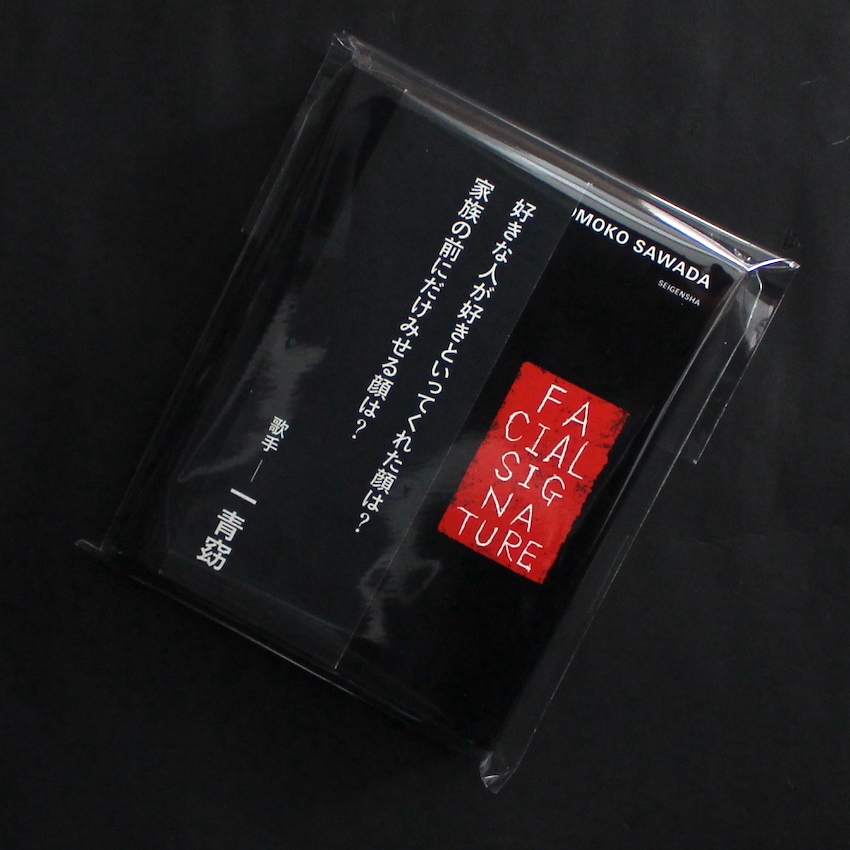 OMOKO SAWADA
SEIGENSHA
FA
CIAL
SIG
NA
TURE
好きな人が好きといってくれた顔は?
家族の前にだけみせる顔は?
歌手 — 一青窈